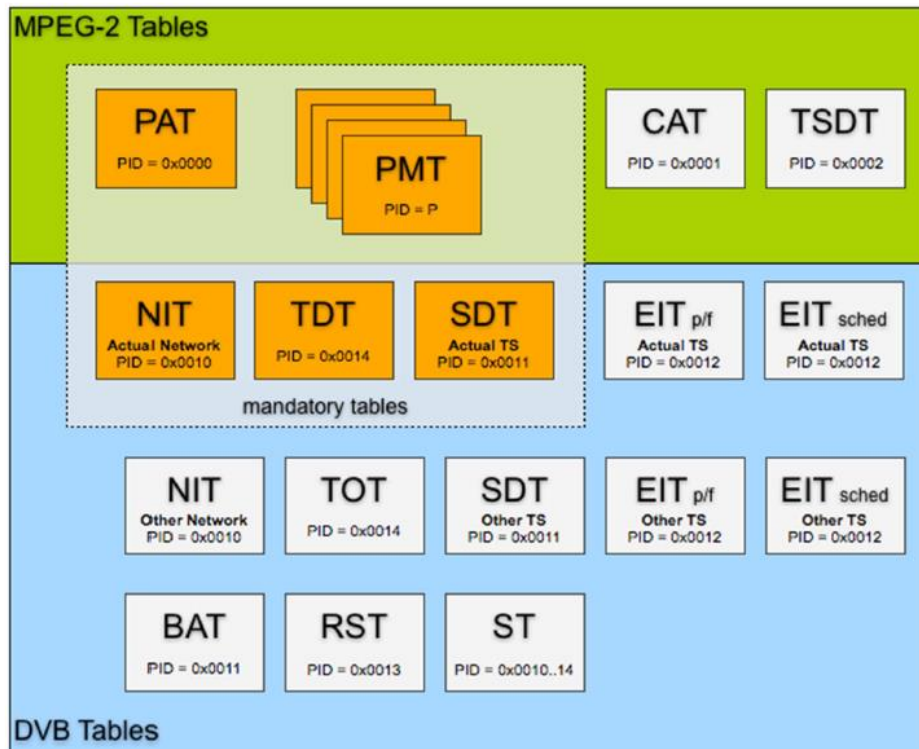 MPEG-2 Tables
PAT
PID = 0x0000
PMT
PID = P
CAT
PID = 0x0001
TSDT
PID = 0x0002
NIT
Actual Network
PID = 0x0010
TDT
PID = 0x0014
SDT
Actual TS
PID = 0x0011
EIT p/f
Actual TS
PID = 0x0012
EIT sched
Actual TS
PID = 0x0012
mandatory tables
NIT
Other Network
PID = 0x0010
TOT
PID = 0x0014
SDT
Other TS
PID = 0x0011
EIT p/f
Other TS
PID = 0x0012
EIT sched
Other TS
PID = 0x0012
BAT
PID = 0x0011
RST
PID = 0x0013
ST
PID = 0x0010..14
DVB Tables